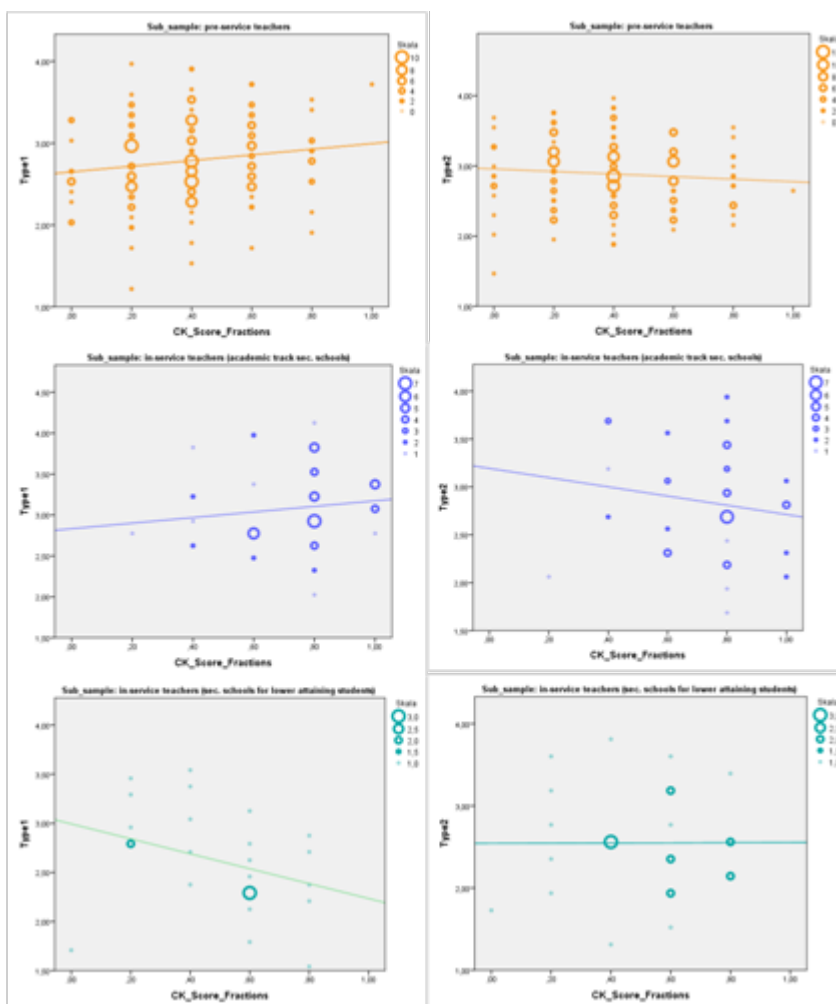 Sub_sample: pre-service teachers
Skala
10
8
6
4
2
0
4,00
3,00
2,00
1,00
Type1
,00 ,20 ,40 ,60 ,80 1,00
CK_Score_Fractions
Sub_sample: pre-service teachers
Skala
8
6
4
2
0
4,00
3,00
2,00
1,00
Type2
,00 ,20 ,40 ,60 ,80 1,00
CK_Score_Fractions
Sub_sample: in-service teachers (academic track sec. schools)
Skala
7
6
5
4
3
2
1
4,50
4,00
3,50
3,00
2,50
2,00
1,50
Type1
,00 ,20 ,40 ,60 ,80 1,00
CK_Score_Fractions
Sub_sample: in-service teachers (academic track sec. schools)
Skala
7
6
5
4
3
2
1
4,00
3,50
3,00
2,50
2,00
1,50
Type2
,00 ,20 ,40 ,60 ,80 1,00
CK_Score_Fractions
Sub_sample: in-service teachers (sec. schools for lower attaining students)
Skala
3,0
2,5
2,0
1,5
1,0
4,00
3,00
2,00
1,00
Type1
,00 ,20 ,40 ,60 ,80 1,00
CK_Score_Fractions
Sub_sample: in-service teachers (sec. schools for lower attaining students)
Skala
4,00
3,00
2,00
1,00
Type2
,00 ,20 ,40 ,60 ,80 1,00
CK_Score_Fractions